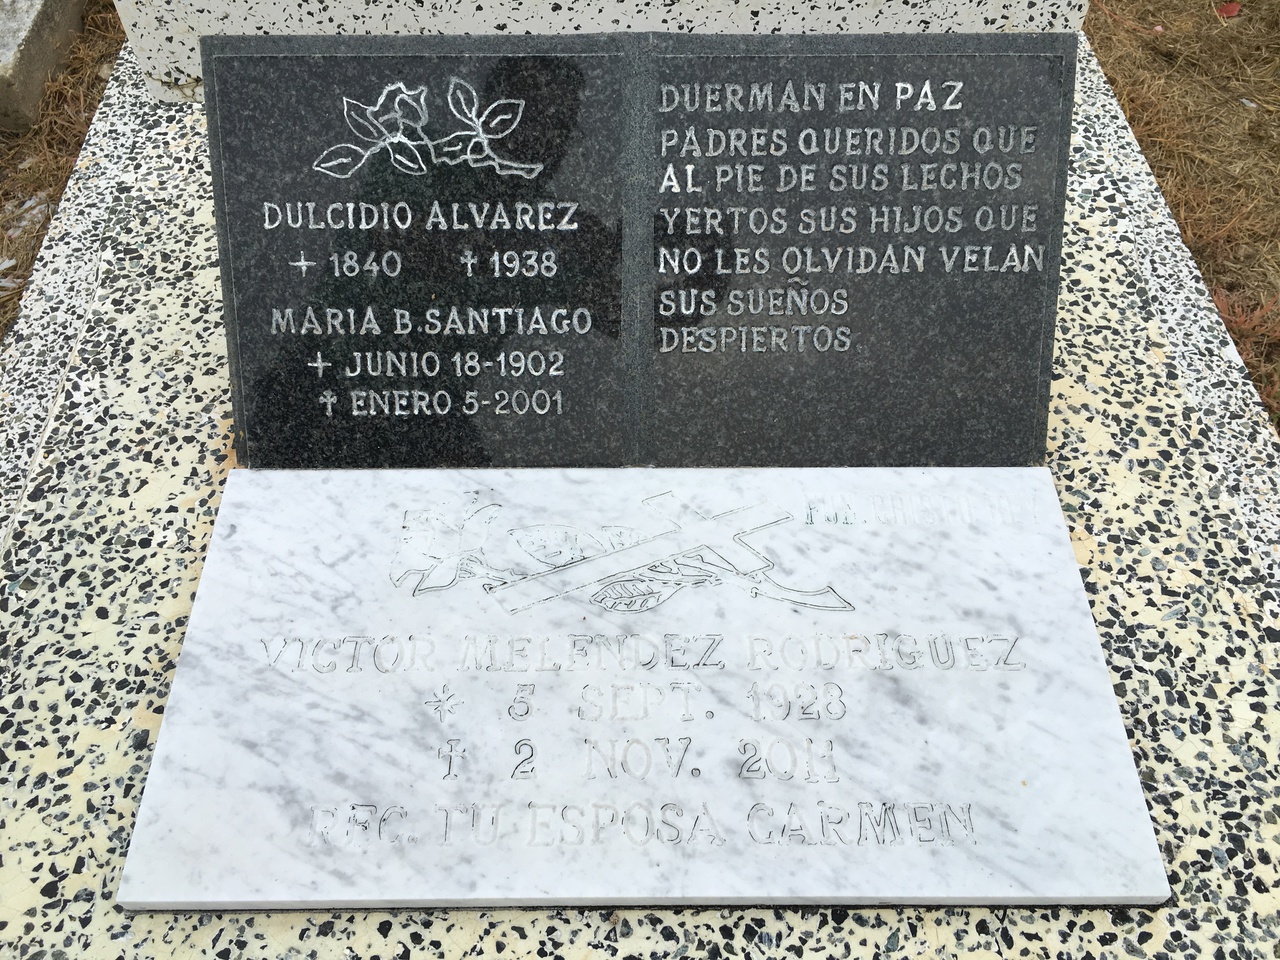 DULCIDIO ALVAREZ
+ 1840 ✝ 1938
MARIA B. SANTIAGO
+ JUNIO 18-1902
✝ ENERO 5-2001
DUERMAN EN PAZ
PADRES QUERIDOS QUE
AL PIE DE SUS LECHOS
YERTOS SUS HIJOS QUE
NO LES OLVIDAN VELAN
SUS SUEÑOS
DESPIERTOS.
FUN.
VICTOR MELENDEZ RODRIGUEZ
* 5 SEPT. 1928
✝ 2 NOV. 2011
REC. TU ESPOSA CARMEN